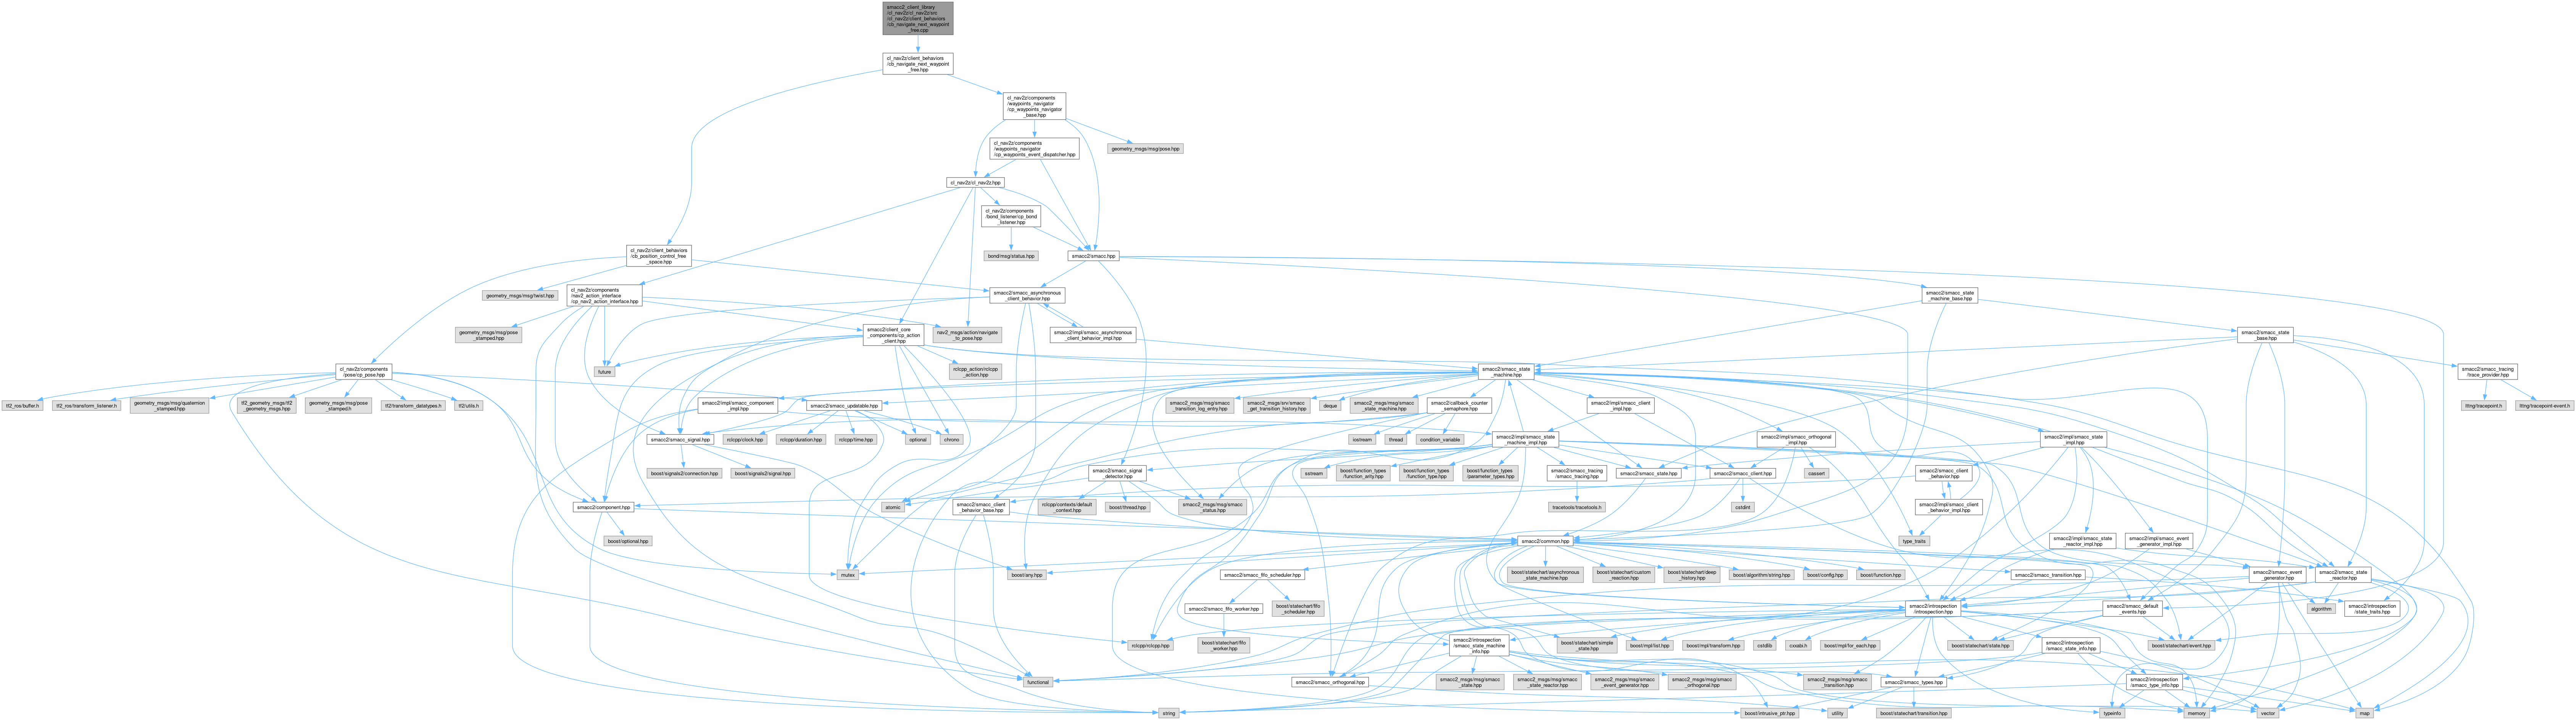 smacc2_client_library
/cl_nav2z/cl_nav2z/src
/cl_nav2z/client_behaviors
/cb_navigate_next_waypoint
_free.cpp
cl_nav2z/client_behaviors
/cb_navigate_next_waypoint
_free.hpp
cl_nav2z/components
/waypoints_navigator
/cp_waypoints_navigator
_base.hpp
cl_nav2z/components
/waypoints_navigator
/cp_waypoints_event_dispatcher.hpp
geometry_msgs/msg/pose.hpp
cl_nav2z/cl_nav2z.hpp
cl_nav2z/components
/bond_listener/cp_bond
_listener.hpp
cl_nav2z/client_behaviors
/cb_position_control_free
_space.hpp
bond/msg/status.hpp
smacc2/smacc.hpp
geometry_msgs/msg/twist.hpp
cl_nav2z/components
/nav2_action_interface
/cp_nav2_action_interface.hpp
smacc2/smacc_asynchronous
_client_behavior.hpp
smacc2/smacc_state
_machine_base.hpp
geometry_msgs/msg/pose
_stamped.hpp
smacc2/client_core
_components/cp_action
_client.hpp
nav2_msgs/action/navigate
_to_pose.hpp
smacc2/impl/smacc_asynchronous
_client_behavior_impl.hpp
smacc2/smacc_state
_base.hpp
cl_nav2z/components
/pose/cp_pose.hpp
future
rclcpp_action/rclcpp
_action.hpp
smacc2/smacc_state
_machine.hpp
smacc2/smacc_tracing
/trace_provider.hpp
tf2_ros/buffer.h
tf2_ros/transform_listener.h
geometry_msgs/msg/quaternion
_stamped.hpp
tf2_geometry_msgs/tf2
_geometry_msgs.hpp
geometry_msgs/msg/pose
_stamped.h
tf2/transform_datatypes.h
tf2/utils.h
smacc2/impl/smacc_component
_impl.hpp
smacc2/smacc_updatable.hpp
smacc2_msgs/msg/smacc
_transition_log_entry.hpp
smacc2_msgs/srv/smacc
_get_transition_history.hpp
deque
smacc2_msgs/msg/smacc
_state_machine.hpp
smacc2/callback_counter
_semaphore.hpp
smacc2/impl/smacc_client
_impl.hpp
lttng/tracepoint.h
lttng/tracepoint-event.h
smacc2/smacc_signal.hpp
rclcpp/clock.hpp
rclcpp/duration.hpp
rclcpp/time.hpp
optional
chrono
iostream
thread
condition_variable
smacc2/impl/smacc_state
_machine_impl.hpp
smacc2/impl/smacc_orthogonal
_impl.hpp
smacc2/impl/smacc_state
_impl.hpp
boost/signals2/connection.hpp
boost/signals2/signal.hpp
smacc2/smacc_signal
_detector.hpp
sstream
boost/function_types
/function_arity.hpp
boost/function_types
/function_type.hpp
boost/function_types
/parameter_types.hpp
smacc2/smacc_tracing
/smacc_tracing.hpp
smacc2/smacc_state.hpp
smacc2/smacc_client.hpp
cassert
smacc2/smacc_client
_behavior.hpp
smacc2/component.hpp
atomic
smacc2/smacc_client
_behavior_base.hpp
rclcpp/contexts/default
_context.hpp
boost/thread.hpp
smacc2_msgs/msg/smacc
_status.hpp
tracetools/tracetools.h
cstdint
smacc2/impl/smacc_client
_behavior_impl.hpp
boost/optional.hpp
smacc2/common.hpp
type_traits
smacc2/impl/smacc_state
_reactor_impl.hpp
smacc2/impl/smacc_event
_generator_impl.hpp
mutex
boost/any.hpp
smacc2/smacc_fifo_scheduler.hpp
boost/statechart/asynchronous
_state_machine.hpp
boost/statechart/custom
_reaction.hpp
boost/statechart/deep
_history.hpp
boost/algorithm/string.hpp
boost/config.hpp
boost/function.hpp
smacc2/smacc_transition.hpp
smacc2/smacc_event
_generator.hpp
smacc2/smacc_state
_reactor.hpp
smacc2/smacc_fifo_worker.hpp
boost/statechart/fifo
_scheduler.hpp
smacc2/introspection
/introspection.hpp
smacc2/smacc_default
_events.hpp
algorithm
smacc2/introspection
/state_traits.hpp
rclcpp/rclcpp.hpp
boost/statechart/fifo
_worker.hpp
smacc2/introspection
/smacc_state_machine
_info.hpp
boost/statechart/simple
_state.hpp
boost/mpl/list.hpp
boost/mpl/transform.hpp
cstdlib
cxxabi.h
boost/mpl/for_each.hpp
boost/statechart/state.hpp
smacc2/introspection
/smacc_state_info.hpp
boost/statechart/event.hpp
functional
smacc2/smacc_orthogonal.hpp
smacc2_msgs/msg/smacc
_state.hpp
smacc2_msgs/msg/smacc
_state_reactor.hpp
smacc2_msgs/msg/smacc
_event_generator.hpp
smacc2_msgs/msg/smacc
_orthogonal.hpp
smacc2_msgs/msg/smacc
_transition.hpp
smacc2/smacc_types.hpp
smacc2/introspection
/smacc_type_info.hpp
string
boost/intrusive_ptr.hpp
utility
boost/statechart/transition.hpp
typeinfo
memory
vector
map